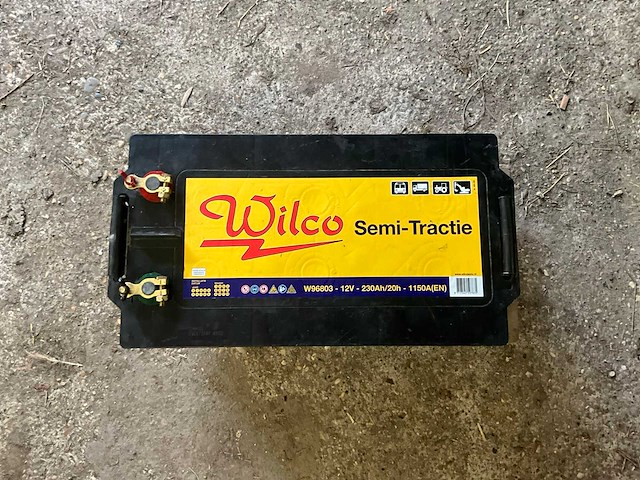 Wilco
Semi-Tractie
W96803 - 12V - 230Ah/20h - 1150A(EN)